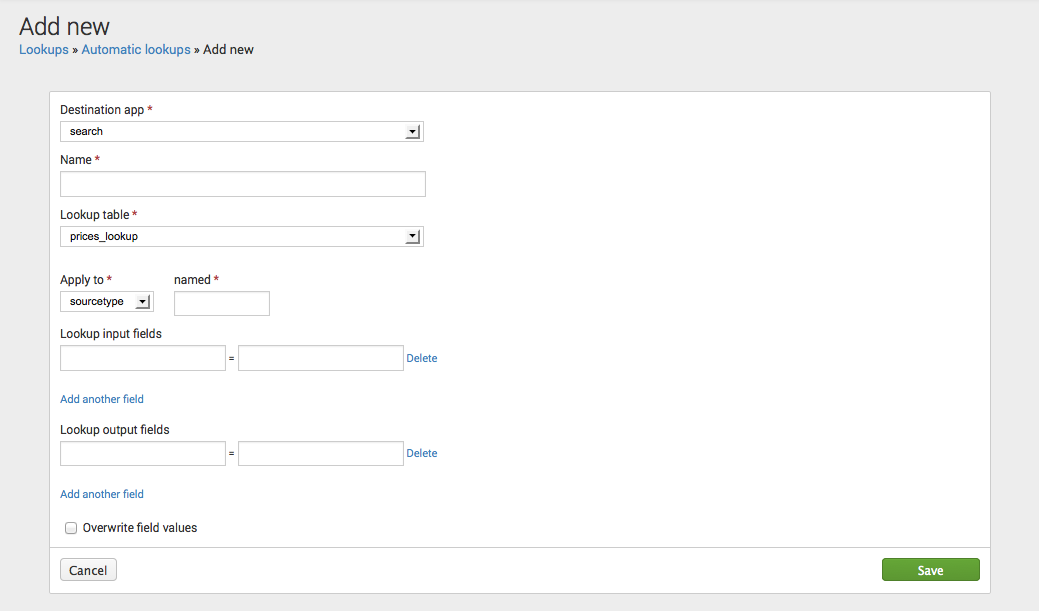 Add new
Lookups » Automatic lookups » Add new
Destination app *
search
Name *
Lookup table *
prices_lookup
Apply to * named *
sourcetype
Lookup input fields
= Delete
Add another field
Lookup output fields
= Delete
Add another field
Overwrite field values
Cancel Save